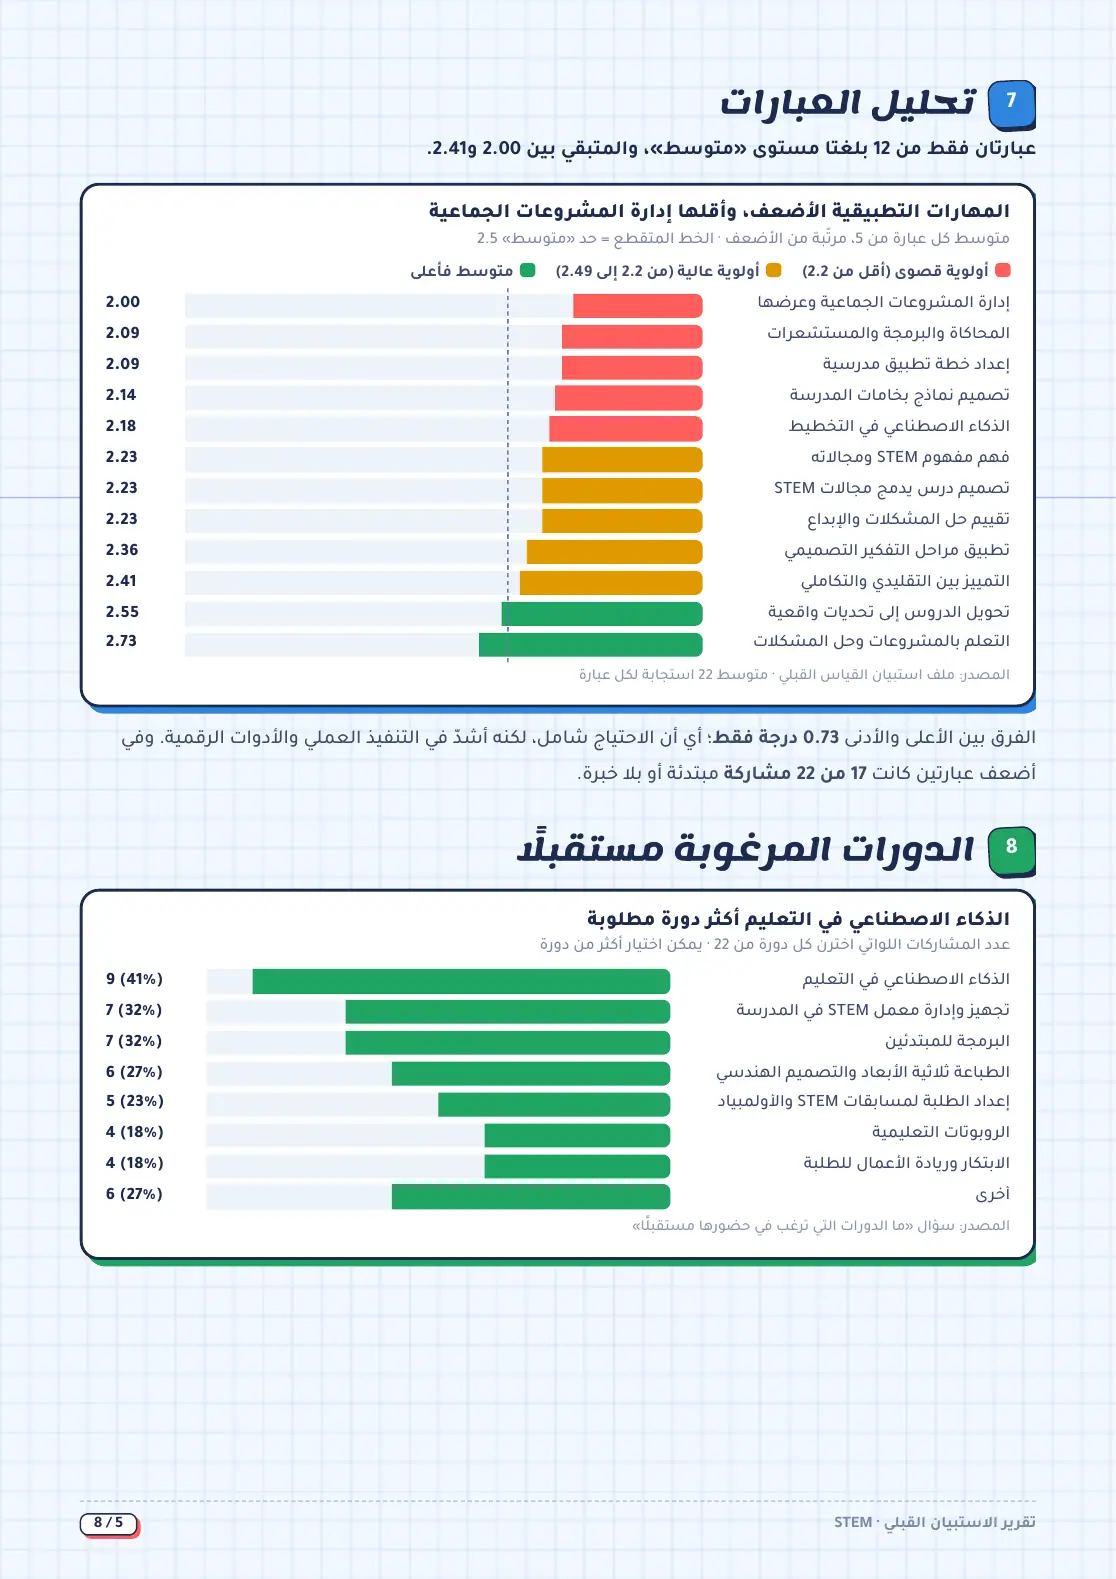 7
تحليل العبارات
عبارتان فقط من 12 بلغتا مستوى «متوسط»، والمتبقي بين 2.00 و2.41.
المهارات التطبيقية الأضعف، وأقلها إدارة المشروعات الجماعية
متوسط كل عبارة من 5، مرتّبة من الأضعف · الخط المتقطع = حد «متوسط» 2.5
أولوية قصوى (أقل من 2.2) أولوية عالية (من 2.2 إلى 2.49) متوسط فأعلى
إدارة المشروعات الجماعية وعرضها 2.00
المحاكاة والبرمجة والمستشعرات 2.09
إعداد خطة تطبيق مدرسية 2.09
تصميم نماذج بخامات المدرسة 2.14
الذكاء الاصطناعي في التخطيط 2.18
فهم مفهوم STEM ومجالاته 2.23
تصميم درس يدمج مجالات STEM 2.23
تقييم حل المشكلات والإبداع 2.23
تطبيق مراحل التفكير التصميمي 2.36
التمييز بين التقليدي والتكاملي 2.41
تحويل الدروس إلى تحديات واقعية 2.55
التعلم بالمشروعات وحل المشكلات 2.73
المصدر: ملف استبيان القياس القبلي · متوسط 22 استجابة لكل عبارة
الفرق بين الأعلى والأدنى 0.73 درجة فقط؛ أي أن الاحتياج شامل، لكنه أشدّ في التنفيذ العملي والأدوات الرقمية. وفي
أضعف عبارتين كانت 17 من 22 مشاركة مبتدئة أو بلا خبرة.
8
الدورات المرغوبة مستقبلًا
الذكاء الاصطناعي في التعليم أكثر دورة مطلوبة
عدد المشاركات اللواتي اخترن كل دورة من 22 · يمكن اختيار أكثر من دورة
الذكاء الاصطناعي في التعليم 9 (41%)
تجهيز وإدارة معمل STEM في المدرسة 7 (32%)
البرمجة للمبتدئين 7 (32%)
الطباعة ثلاثية الأبعاد والتصميم الهندسي 6 (27%)
إعداد الطلبة لمسابقات STEM والأولمبياد 5 (23%)
الروبوتات التعليمية 4 (18%)
الابتكار وريادة الأعمال للطلبة 4 (18%)
أخرى 6 (27%)
المصدر: سؤال «ما الدورات التي ترغب في حضورها مستقبلًا»
تقرير الاستبيان القبلي · STEM
8 / 5